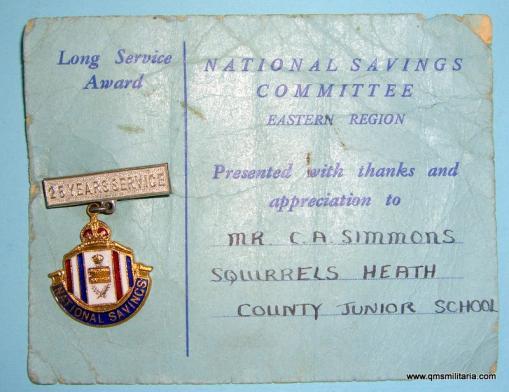 Long Service
Award
25 YEARS SERVICE
NATIONAL SAVINGS
NATIONAL SAVINGS
COMMITTEE
EASTERN REGION
Presented with thanks and
appreciation to
MR. C.A. SIMMONS
SQUIRRELS HEATH
COUNTY JUNIOR SCHOOL
www.qmsmilitaria.com